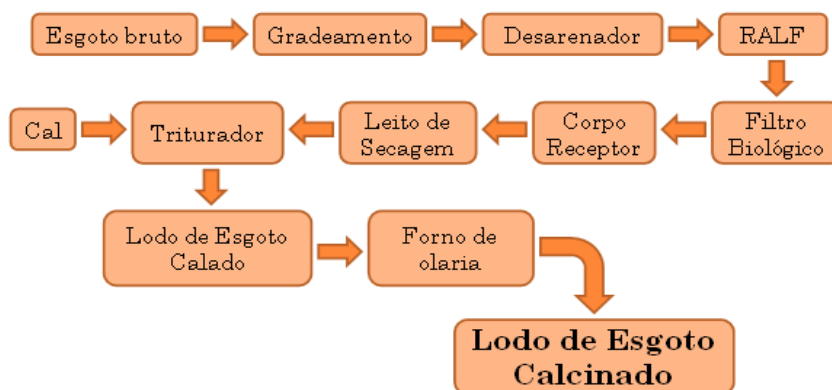 Esgoto bruto
Gradeamento
Desarenador
RALF
Cal
Triturador
Leito de
Secagem
Corpo
Receptor
Filtro
Biológico
Lodo de Esgoto
Calado
Forno de
olaria
Lodo de Esgoto
Calcinado